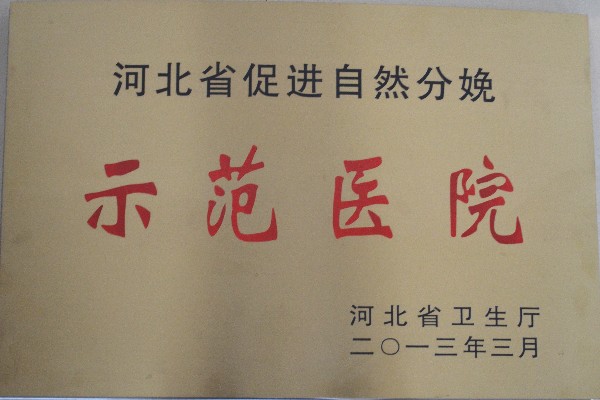 河北省促进自然分娩
示范医院
河北省卫生厅
二〇一三年三月